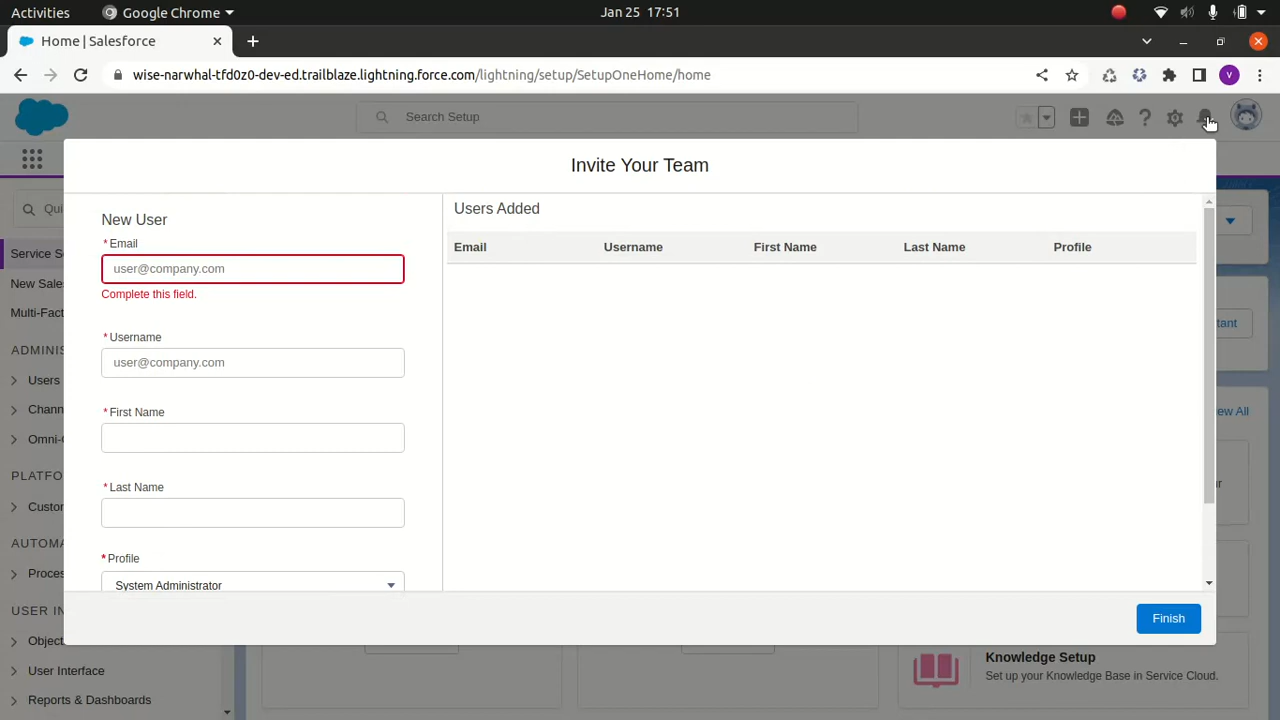 Activities
Google Chrome
Jan 25 17:51
Home | Salesforce
wise-narwhal-tfd0z0-dev-ed.trailblaze.lightning.force.com/lightning/setup/SetupOneHome/home
V
Search Setup
Invite Your Team
New User
* Email
user@company.com
Complete this field.
* Username
user@company.com
* First Name
* Last Name
* Profile
System Administrator
Users Added
Email Username First Name Last Name Profile
Finish
Service
New Sale
Multi-Fact
ADMINIS
Users
Chann
Omni-C
PLATFO
Custo
AUTOMA
Proces
USER IN
Object
User Interface
Reports & Dashboards
tant
ew All
Knowledge Setup
Set up your Knowledge Base in Service Cloud.